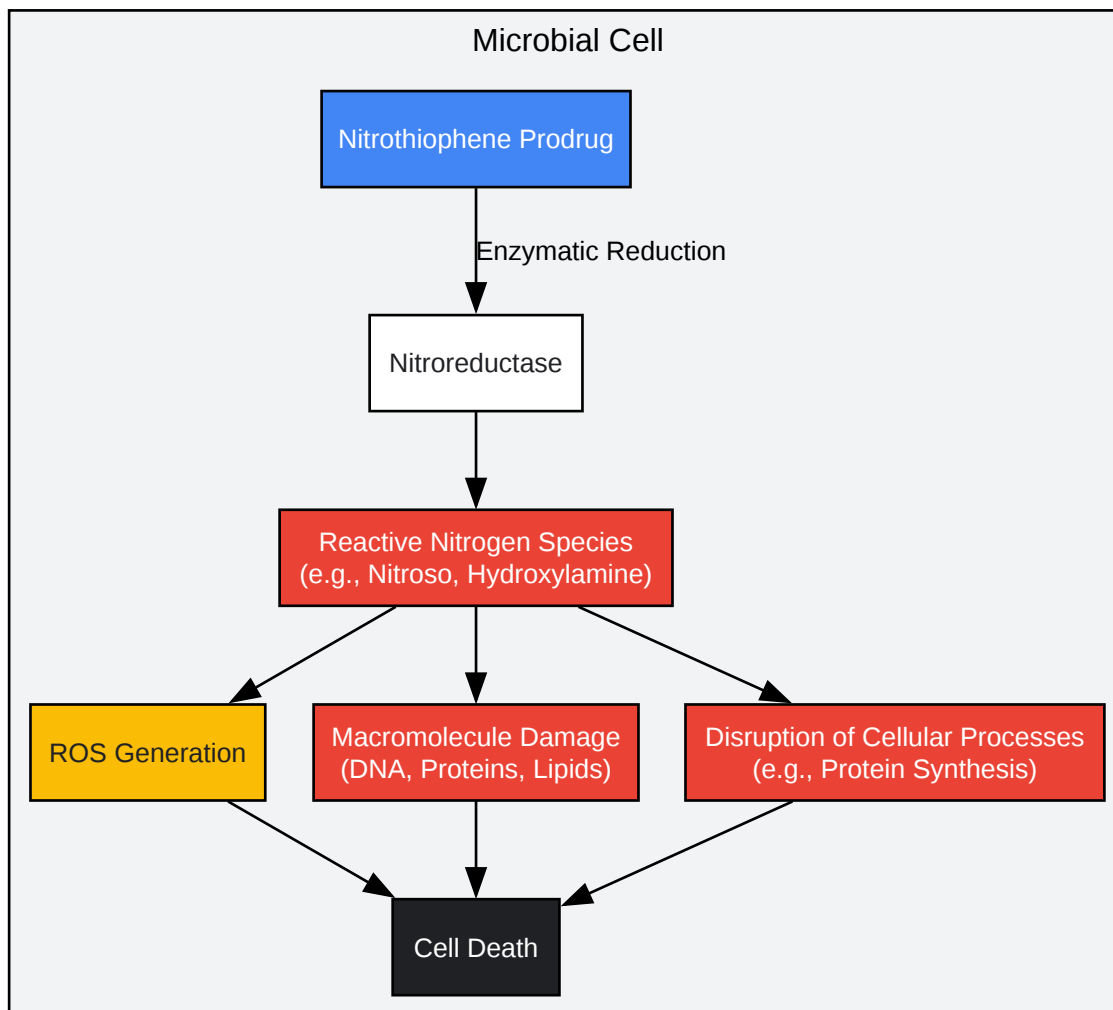 Microbial Cell
Nitrothiophene Prodrug
Enzymatic Reduction
Nitroreductase
Reactive Nitrogen Species
(e.g., Nitroso, Hydroxylamine)
ROS Generation
Macromolecule Damage
(DNA, Proteins, Lipids)
Disruption of Cellular Processes
(e.g., Protein Synthesis)
Cell Death